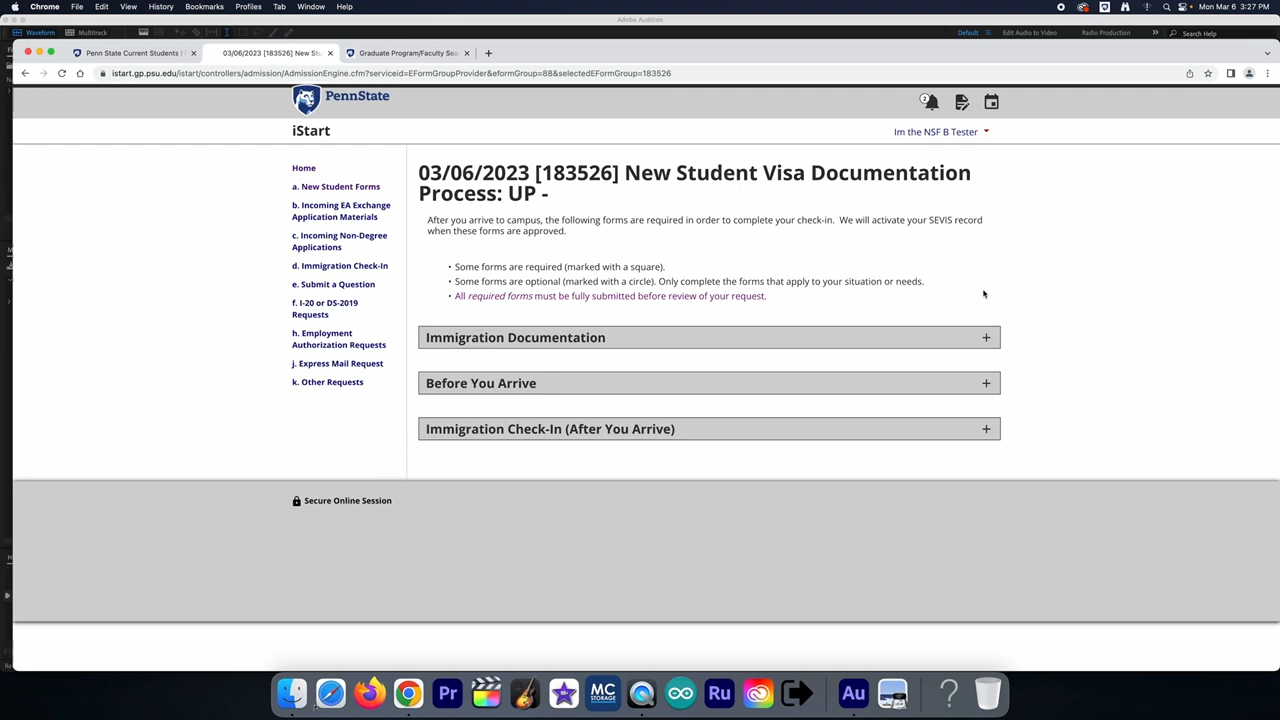 Chrome File Edit View History Bookmarks Profiles Tab Window Help Mon Mar 6 3:27 PM
Adobe Audition
Waveform Multitrack Default Edit Audio to Video Radio Production Search Help
Penn State Current Students | 03/06/2023 [183526] New Stu Graduate Program/Faculty Sea
istart.gp.psu.edu/istart/controllers/admission/AdmissionEngine.cfm?serviceid=EFormGroupProvider&eformGroup=88&selectedEFormGroup=183526
PennState
2
iStart
Im the NSF B Tester
Home
a. New Student Forms
b. Incoming EA Exchange
Application Materials
c. Incoming Non-Degree
Applications
d. Immigration Check-In
e. Submit a Question
f. I-20 or DS-2019
Requests
h. Employment
Authorization Requests
j. Express Mail Request
k. Other Requests
03/06/2023 [183526] New Student Visa Documentation
Process: UP -
After you arrive to campus, the following forms are required in order to complete your check-in. We will activate your SEVIS record
when these forms are approved.
• Some forms are required (marked with a square).
• Some forms are optional (marked with a circle). Only complete the forms that apply to your situation or needs.
• All required forms must be fully submitted before review of your request.
Immigration Documentation +
Before You Arrive +
Immigration Check-In (After You Arrive) +
Secure Online Session
Pr MC STORAGE Ru Au